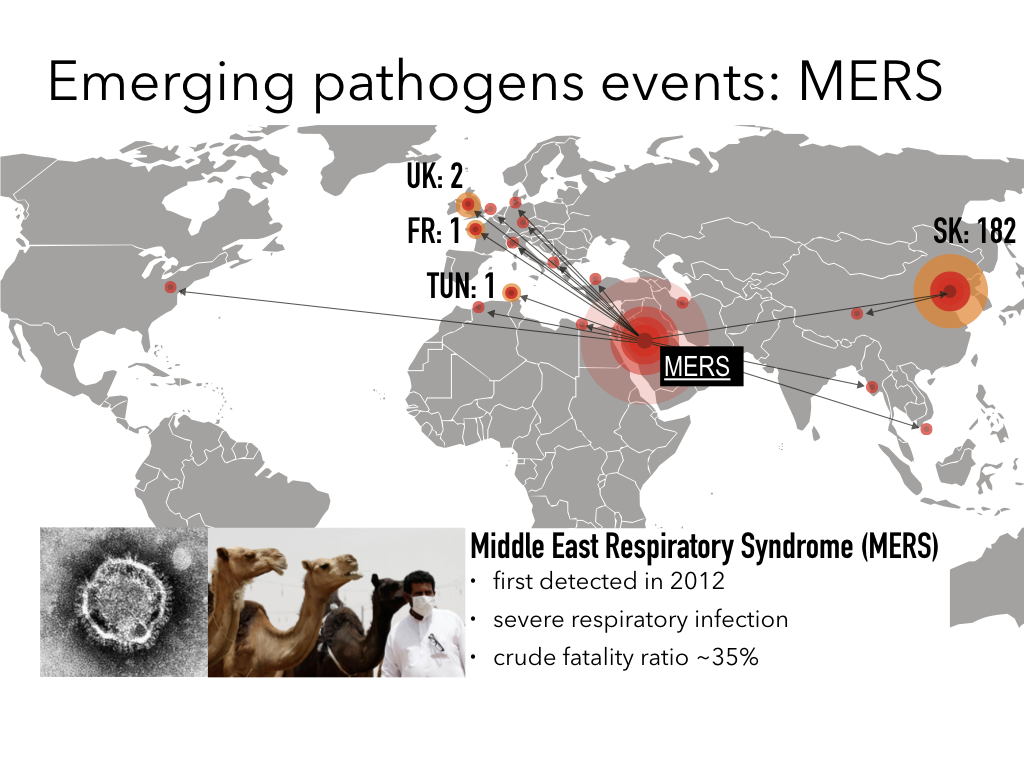 Emerging pathogens events: MERS
UK: 2
FR: 1
SK: 182
TUN: 1
MERS
Middle East Respiratory Syndrome (MERS)
• first detected in 2012
• severe respiratory infection
• crude fatality ratio ~35%